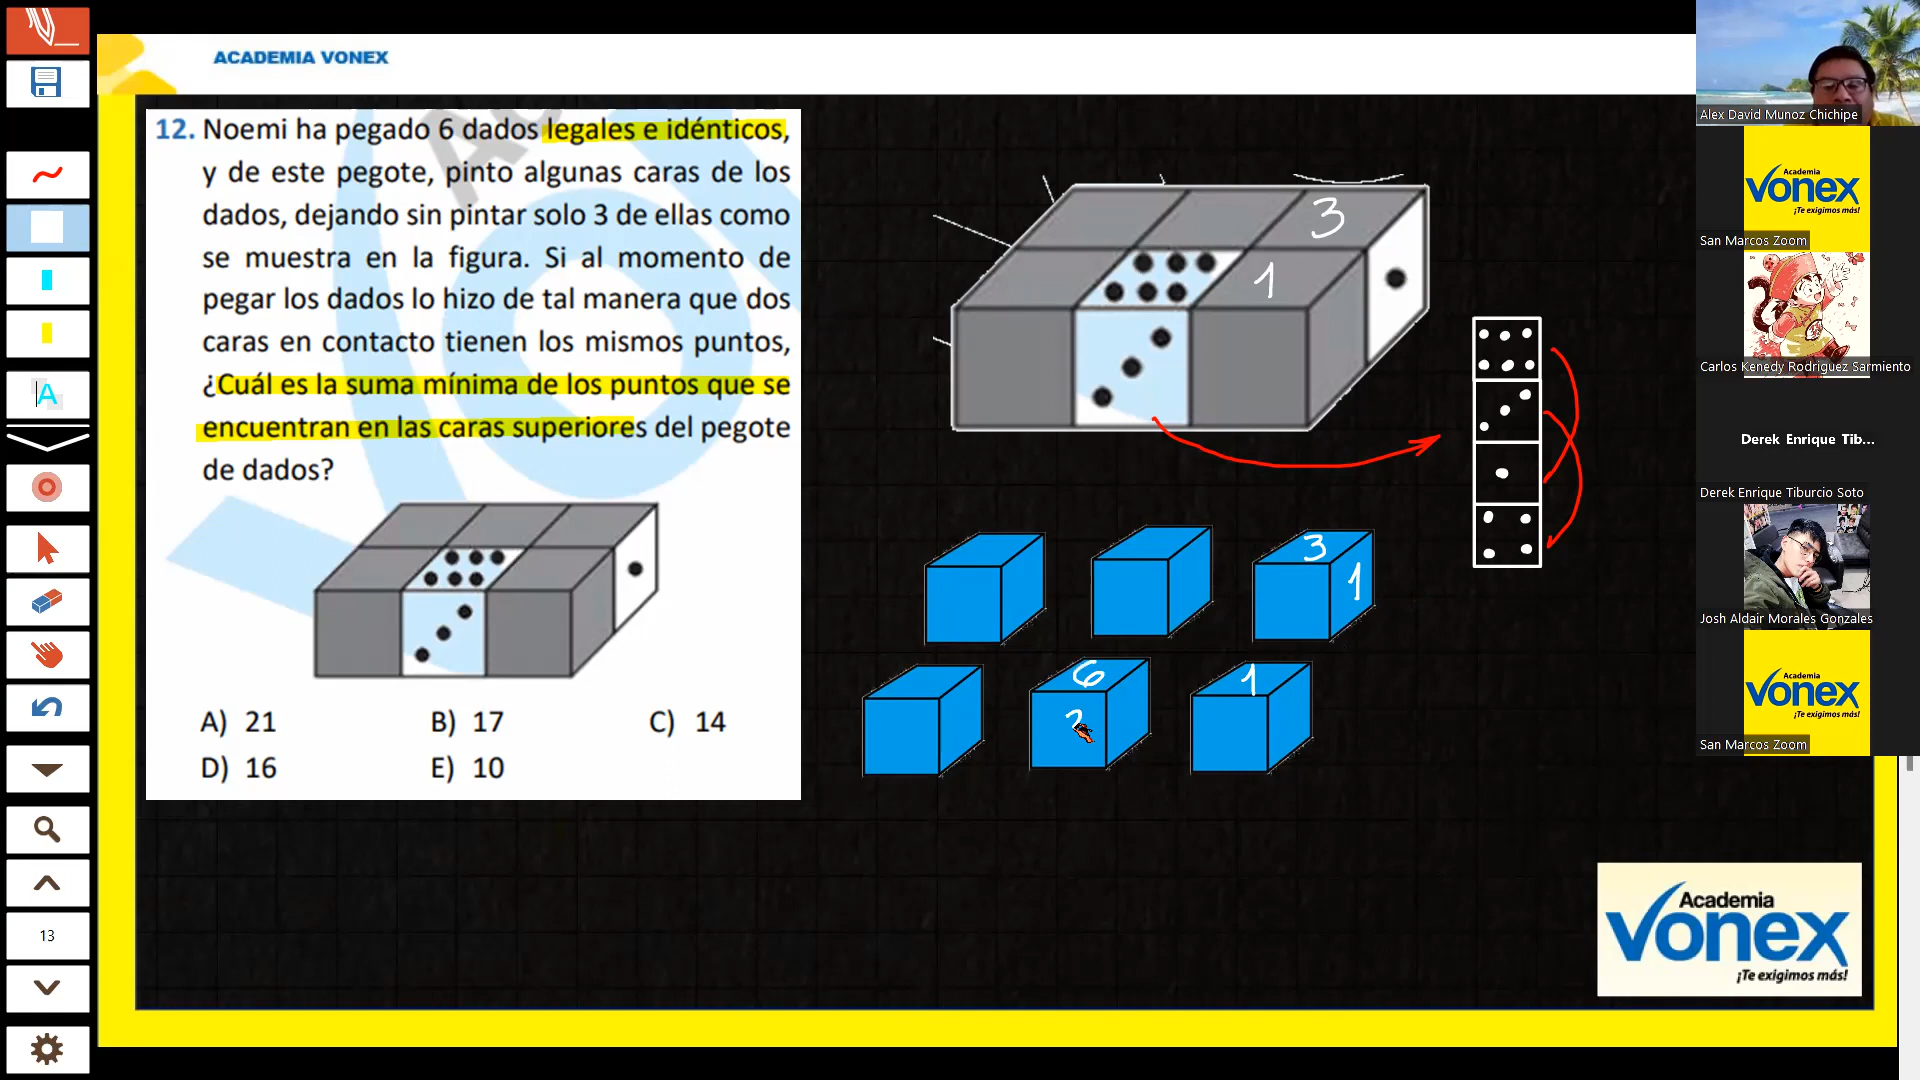 ACADEMIA VONEX
12. Noemi ha pegado 6 dados legales e idénticos,
y de este pegote, pinto algunas caras de los
dados, dejando sin pintar solo 3 de ellas como
se muestra en la figura. Si al momento de
pegar los dados lo hizo de tal manera que dos
caras en contacto tienen los mismos puntos,
¿Cuál es la suma mínima de los puntos que se
encuentran en las caras superiores del pegote
de dados?
A) 21 B) 17 C) 14
D) 16 E) 10
3
1
3
1
6
1
A
13
Alex David Munoz Chichipe
Academia
Vonex
¡Te exigimos más!
San Marcos Zoom
Carlos Kenedy Rodriguez Sarmiento
Derek Enrique Tib...
Derek Enrique Tiburcio Soto
Josh Aldair Morales Gonzales
Academia
Vonex
¡Te exigimos más!
San Marcos Zoom
Academia
Vonex
¡Te exigimos más!